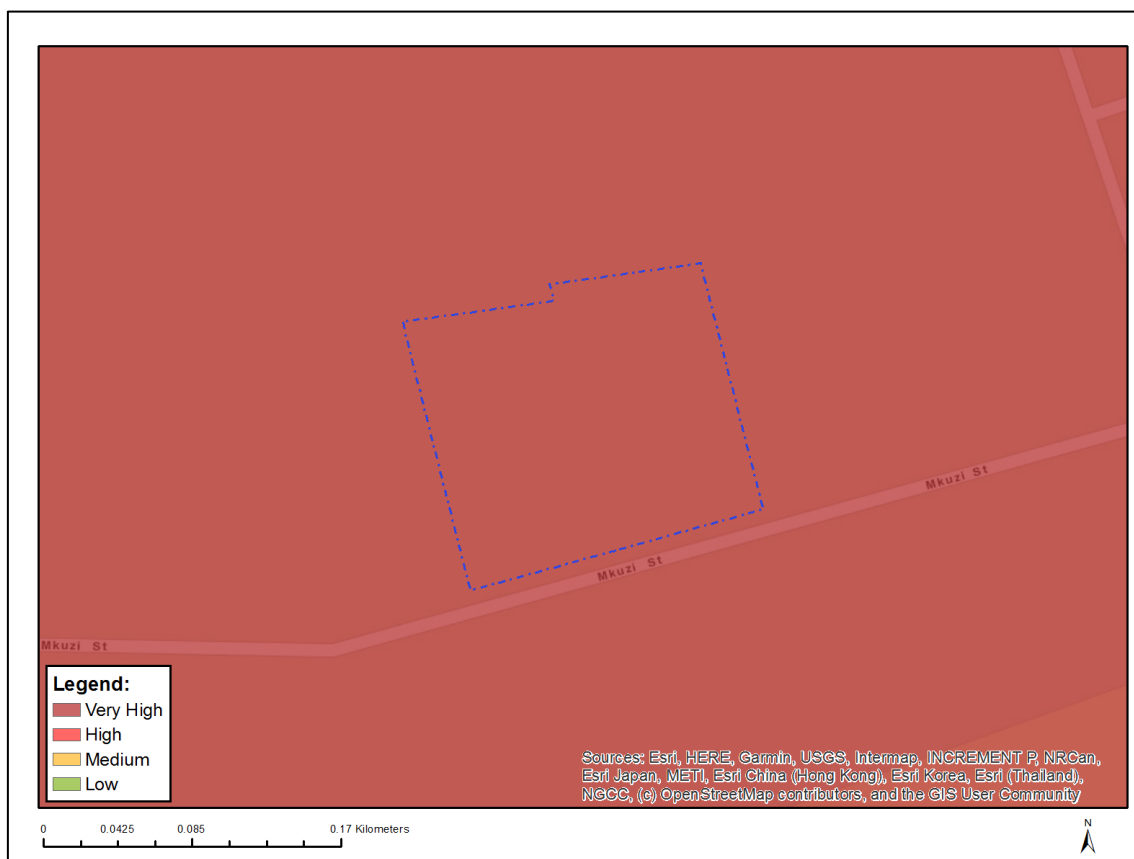 Mkuzi St
Mkuzi St
Mkuzi St
Legend:
Very High
High
Medium
Low
Sources: Esri, HERE, Garmin, USGS, Intermap, INCREMENT P, NRCan,
Esri Japan, METI, Esri China (Hong Kong), Esri Korea, Esri (Thailand),
NGCC, (c) OpenStreetMap contributors, and the GIS User Community
0 0.0425 0.085 0.17 Kilometers
N